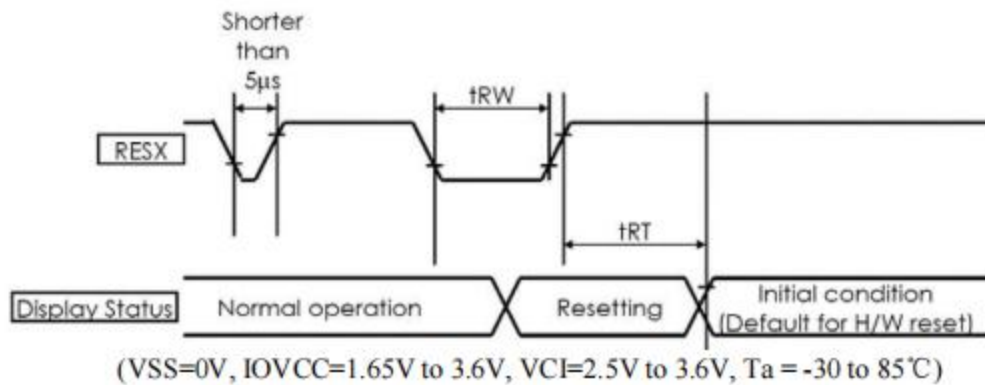 Shorter
than
5μs
tRW
RESX
tRT
Display Status
Normal operation
Resetting
Initial condition
(Default for H/W reset)
(VSS=0V, IOVCC=1.65V to 3.6V, VCI=2.5V to 3.6V, Ta = -30 to 85℃)